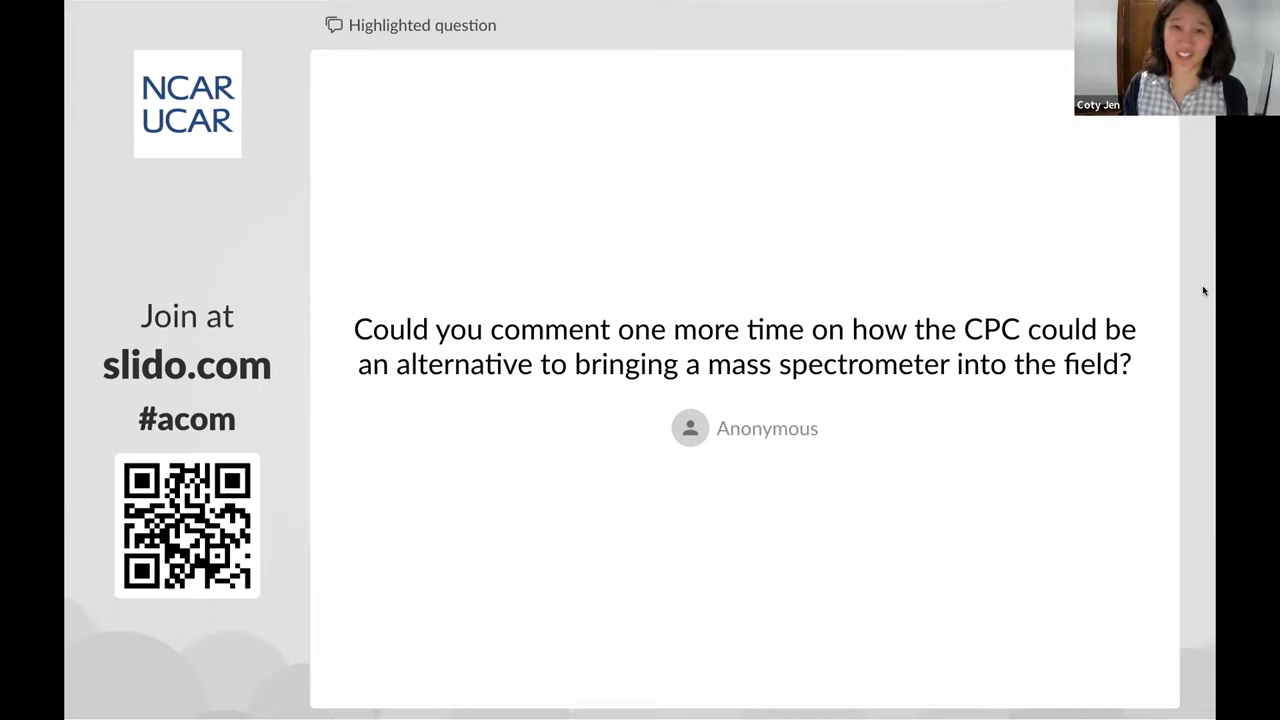 Highlighted question
NCAR
UCAR
Coty Jen
Join at
slido.com
#acom
Could you comment one more time on how the CPC could be
an alternative to bringing a mass spectrometer into the field?
Anonymous